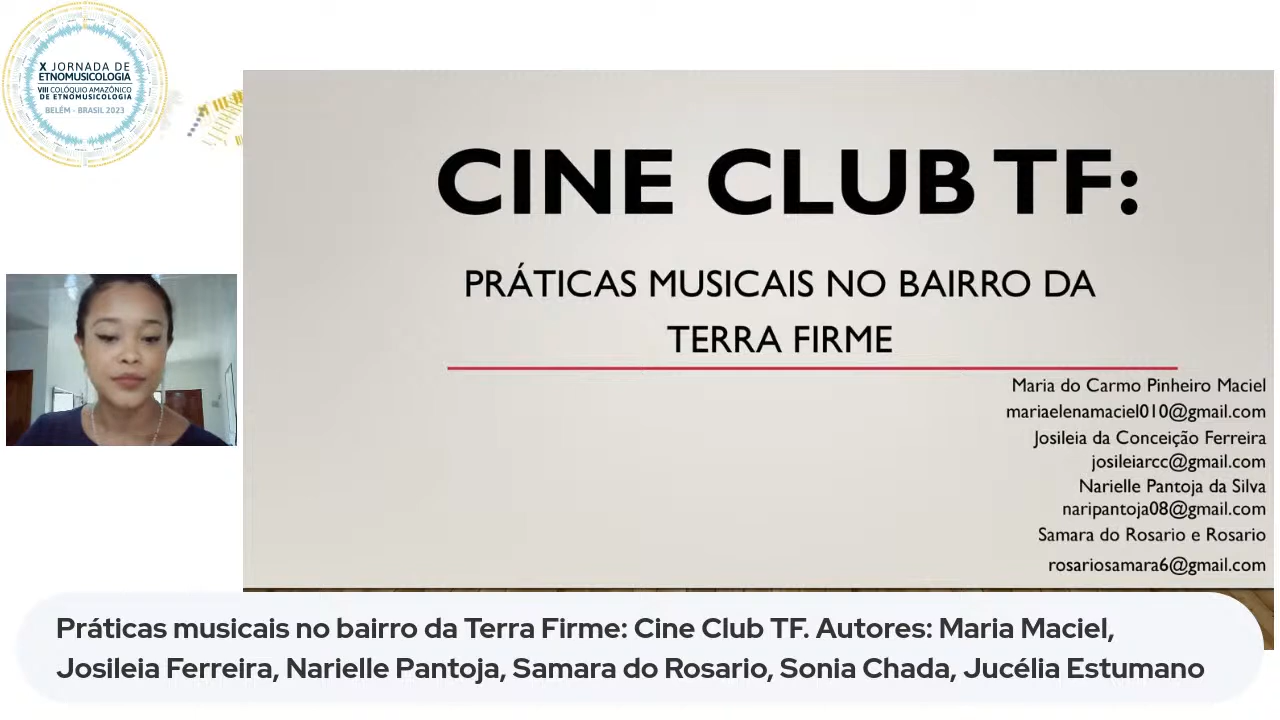 X JORNADA DE
ETNOMUSICOLOGIA
VIII COLÓQUIO AMAZÔNICO
DE ETNOMUSICOLOGIA
BELÉM - BRASIL 2023
CINE CLUB TF:
PRÁTICAS MUSICAIS NO BAIRRO DA
TERRA FIRME
Maria do Carmo Pinheiro Maciel
mariaelenamaciel010@gmail.com
Josileia da Conceição Ferreira
josileiarcc@gmail.com
Narielle Pantoja da Silva
naripantoja08@gmail.com
Samara do Rosario e Rosario
rosariosamara6@gmail.com
Práticas musicais no bairro da Terra Firme: Cine Club TF. Autores: Maria Maciel,
Josileia Ferreira, Narielle Pantoja, Samara do Rosario, Sonia Chada, Jucélia Estumano